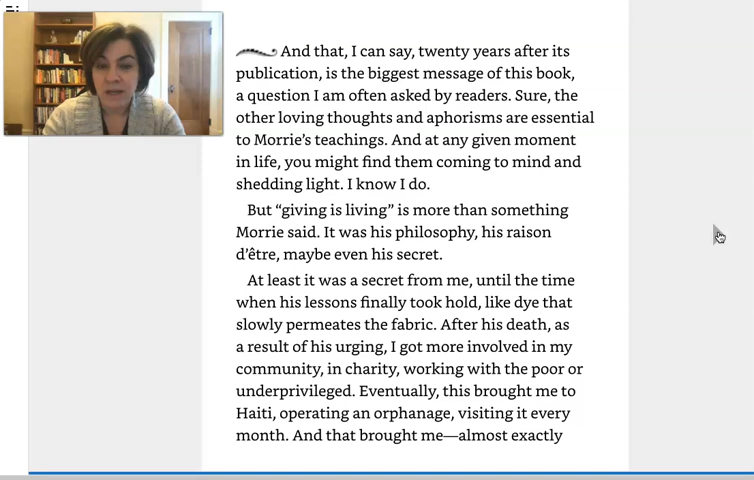 And that, I can say, twenty years after its
publication, is the biggest message of this book,
a question I am often asked by readers. Sure, the
other loving thoughts and aphorisms are essential
to Morrie’s teachings. And at any given moment
in life, you might find them coming to mind and
shedding light. I know I do.
But “giving is living” is more than something
Morrie said. It was his philosophy, his raison
d’être, maybe even his secret.
At least it was a secret from me, until the time
when his lessons finally took hold, like dye that
slowly permeates the fabric. After his death, as
a result of his urging, I got more involved in my
community, in charity, working with the poor or
underprivileged. Eventually, this brought me to
Haiti, operating an orphanage, visiting it every
month. And that brought me—almost exactly